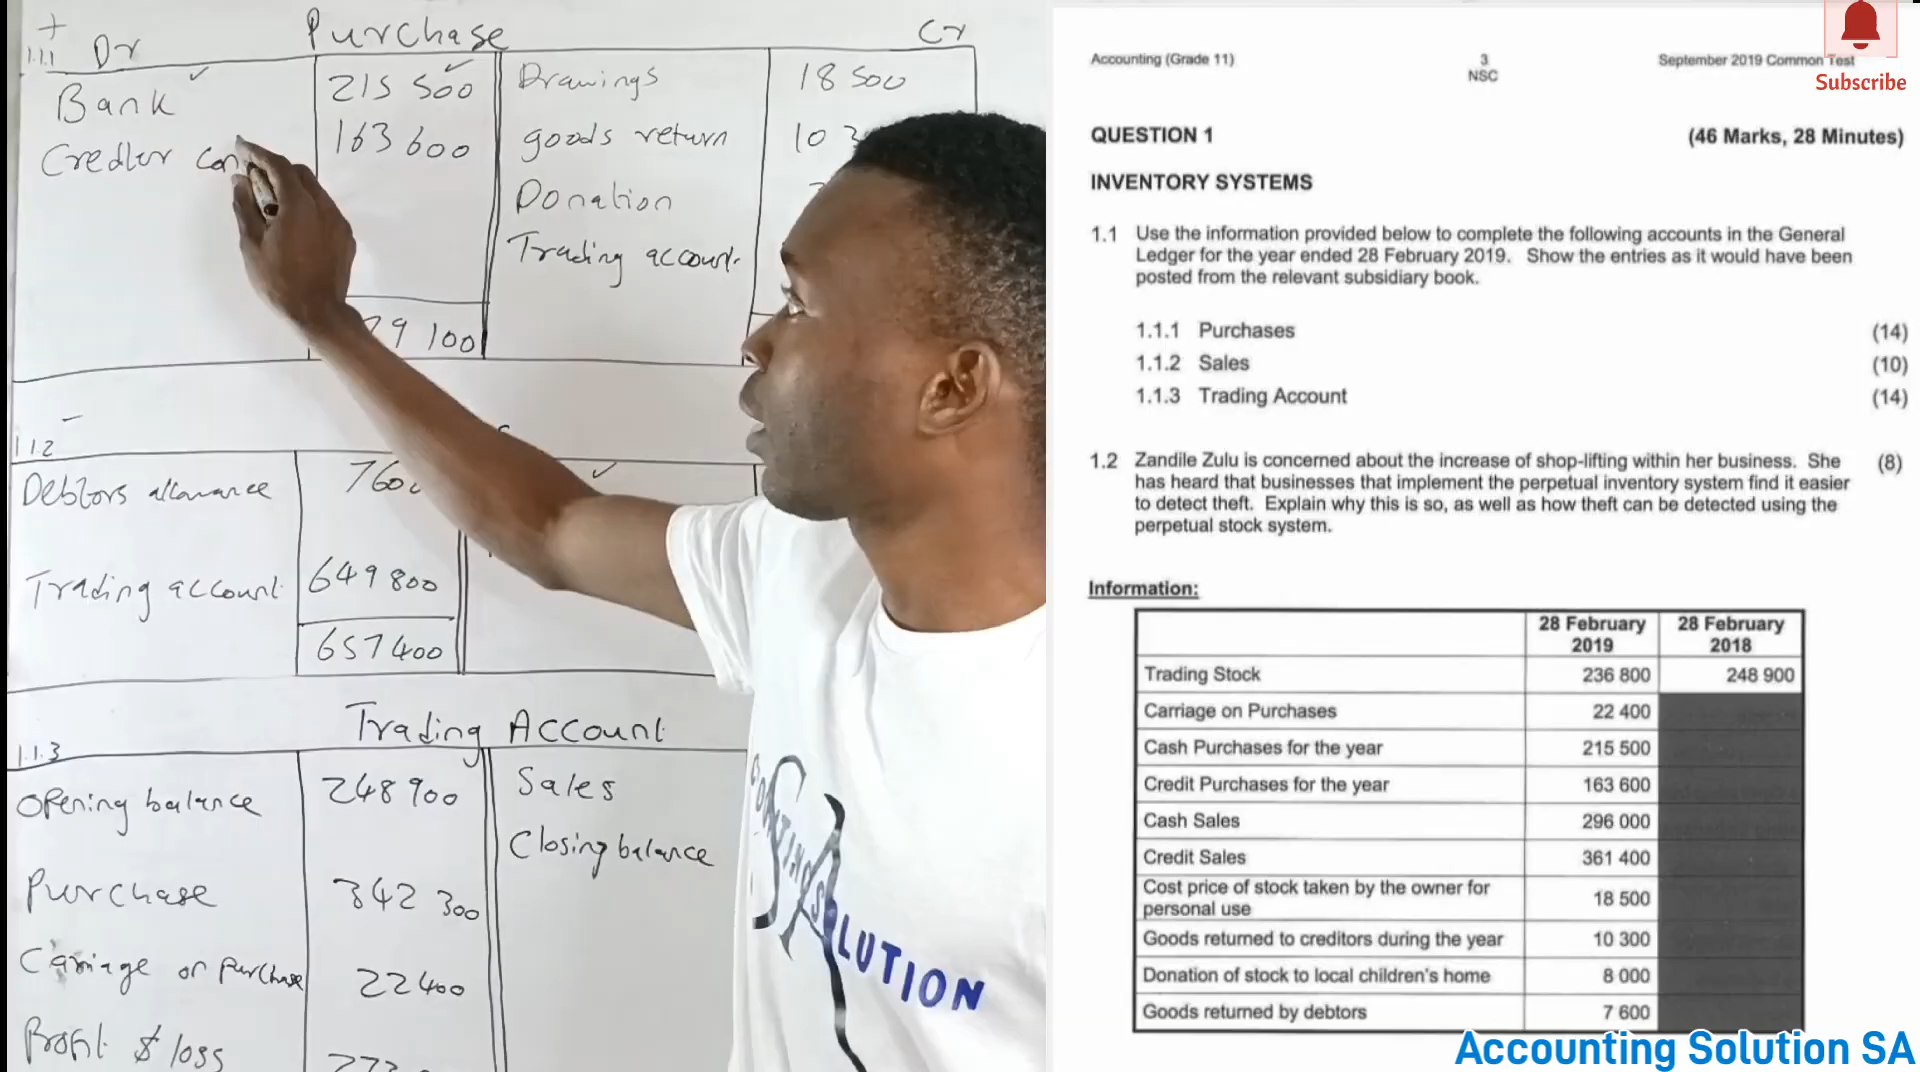 +
1.1.1 Dr Purchase Cr
Bank 215 500 Drawings 18 500
Credtor con 163 600 goods return 10 3
Donation
Trading account
79 100
1.1.2
Debtors allowance 760
Trading account 649 800
657 400
Trading Account
1.1.3
Opening balance 248 900 Sales
Closing balance
Purchase 342 300
Carriage on purchase 22 400
Profit $ loss
SOLUTION
Subscribe
Accounting (Grade 11) 3 September 2019 Common Test
NSC
QUESTION 1 (46 Marks, 28 Minutes)
INVENTORY SYSTEMS
1.1 Use the information provided below to complete the following accounts in the General
Ledger for the year ended 28 February 2019. Show the entries as it would have been
posted from the relevant subsidiary book.
1.1.1 Purchases (14)
1.1.2 Sales (10)
1.1.3 Trading Account (14)
1.2 Zandile Zulu is concerned about the increase of shop-lifting within her business. She (8)
has heard that businesses that implement the perpetual inventory system find it easier
to detect theft. Explain why this is so, as well as how theft can be detected using the
perpetual stock system.
Information:
28 February 28 February
2019 2018
Trading Stock 236 800 248 900
Carriage on Purchases 22 400
Cash Purchases for the year 215 500
Credit Purchases for the year 163 600
Cash Sales 296 000
Credit Sales 361 400
Cost price of stock taken by the owner for
personal use 18 500
Goods returned to creditors during the year 10 300
Donation of stock to local children's home 8 000
Goods returned by debtors 7 600
Accounting Solution SA